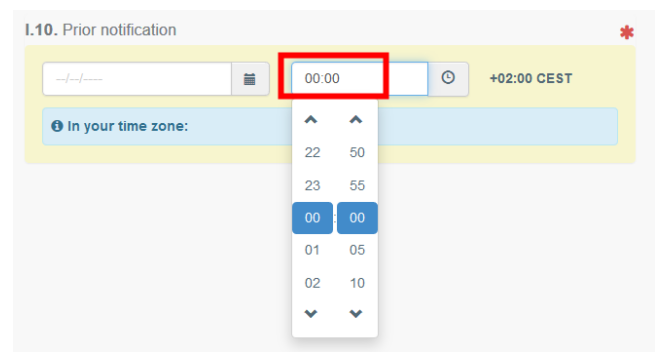 I.10. Prior notification *
--/--/---- 00:00 +02:00 CEST
In your time zone:
22 50
23 55
00 : 00
01 05
02 10